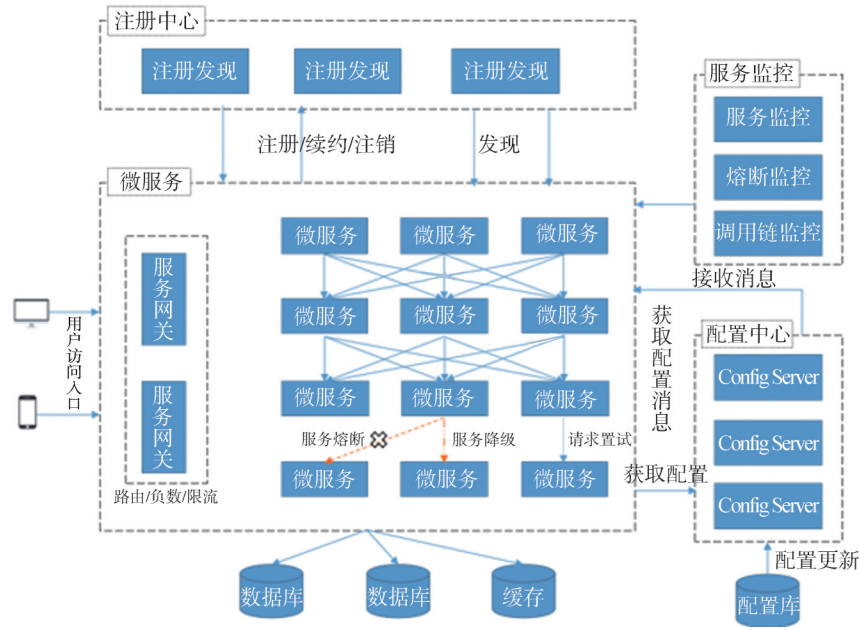 注册中心
注册发现 注册发现 注册发现
注册/续约/注销
发现
服务监控
服务监控
熔断监控
调用链监控
微服务
服务网关
服务网关
路由/负数/限流
用户访问入口
微服务 微服务 微服务
微服务 微服务 微服务
微服务 微服务 微服务
服务熔断
服务降级
请求置试
微服务 微服务 微服务
接收消息
获取配置消息
获取配置
配置中心
Config Server
Config Server
Config Server
配置更新
配置库
数据库 数据库 缓存